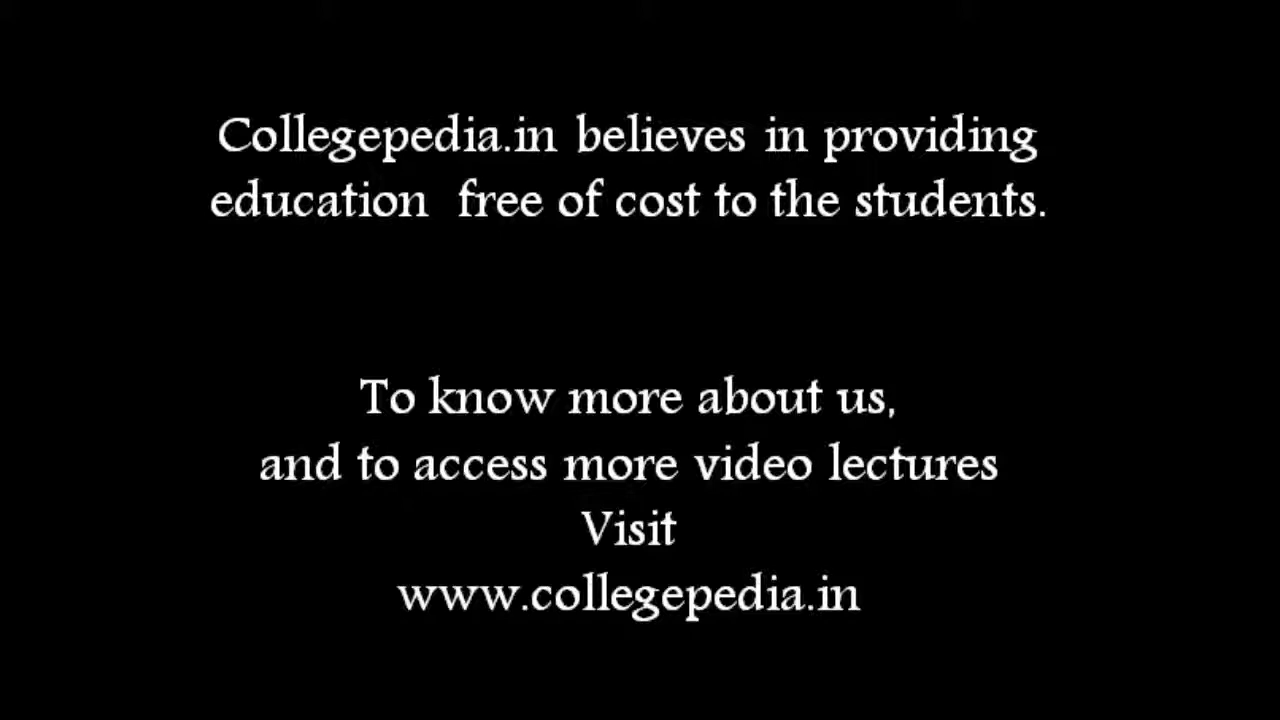 Collegepedia.in believes in providing
education  free of cost to the students.
To know more about us,
and to access more video lectures
Visit
www.collegepedia.in